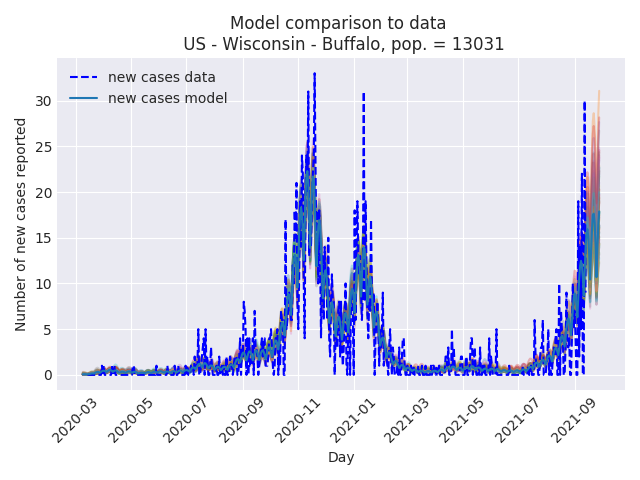 Model comparison to data
US - Wisconsin - Buffalo, pop. = 13031
new cases data
new cases model
Number of new cases reported
30
25
20
15
10
5
0
2020-03
2020-05
2020-07
2020-09
2020-11
2021-01
2021-03
2021-05
2021-07
2021-09
Day